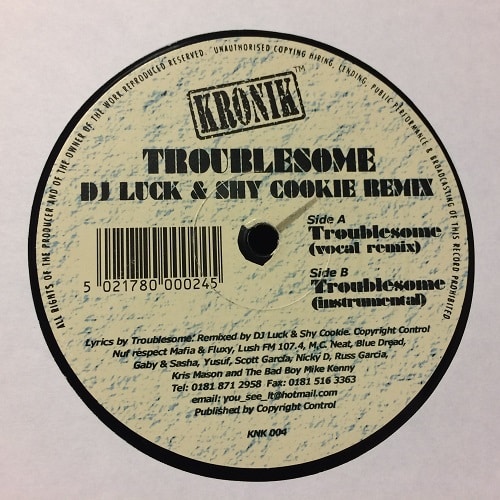 ALL RIGHTS OF THE PRODUCER AND OF THE OWNER OF THE WORK REPRODUCED RESERVED. UNAUTHORISED COPYING HIRING, LENDING, PUBLIC PERFORMANCE & BROADCASTING OF THIS RECORD PROHIBITED
KRONIK™
TROUBLESOME
DJ LUCK & SHY COOKIE REMIX
Side A
Troublesome
(vocal remix)
Side B
Troublesome
(instrumental)
5 021780 000245
Lyrics by Troublesome. Remixed by DJ Luck & Shy Cookie. Copyright Control
Nuf respect Mafia & Fluxy, Lush FM 107.4, M.C. Neat, Blue Dread,
Gaby & Sasha, Yusuf, Scott Garcia, Nicky D, Russ Garcia,
Kris Mason and The Bad Boy Mike Kenny
Tel: 0181 871 2958 Fax: 0181 516 3363
email: you_see_it@hotmail.com
Published by Copyright Control
KNK 004